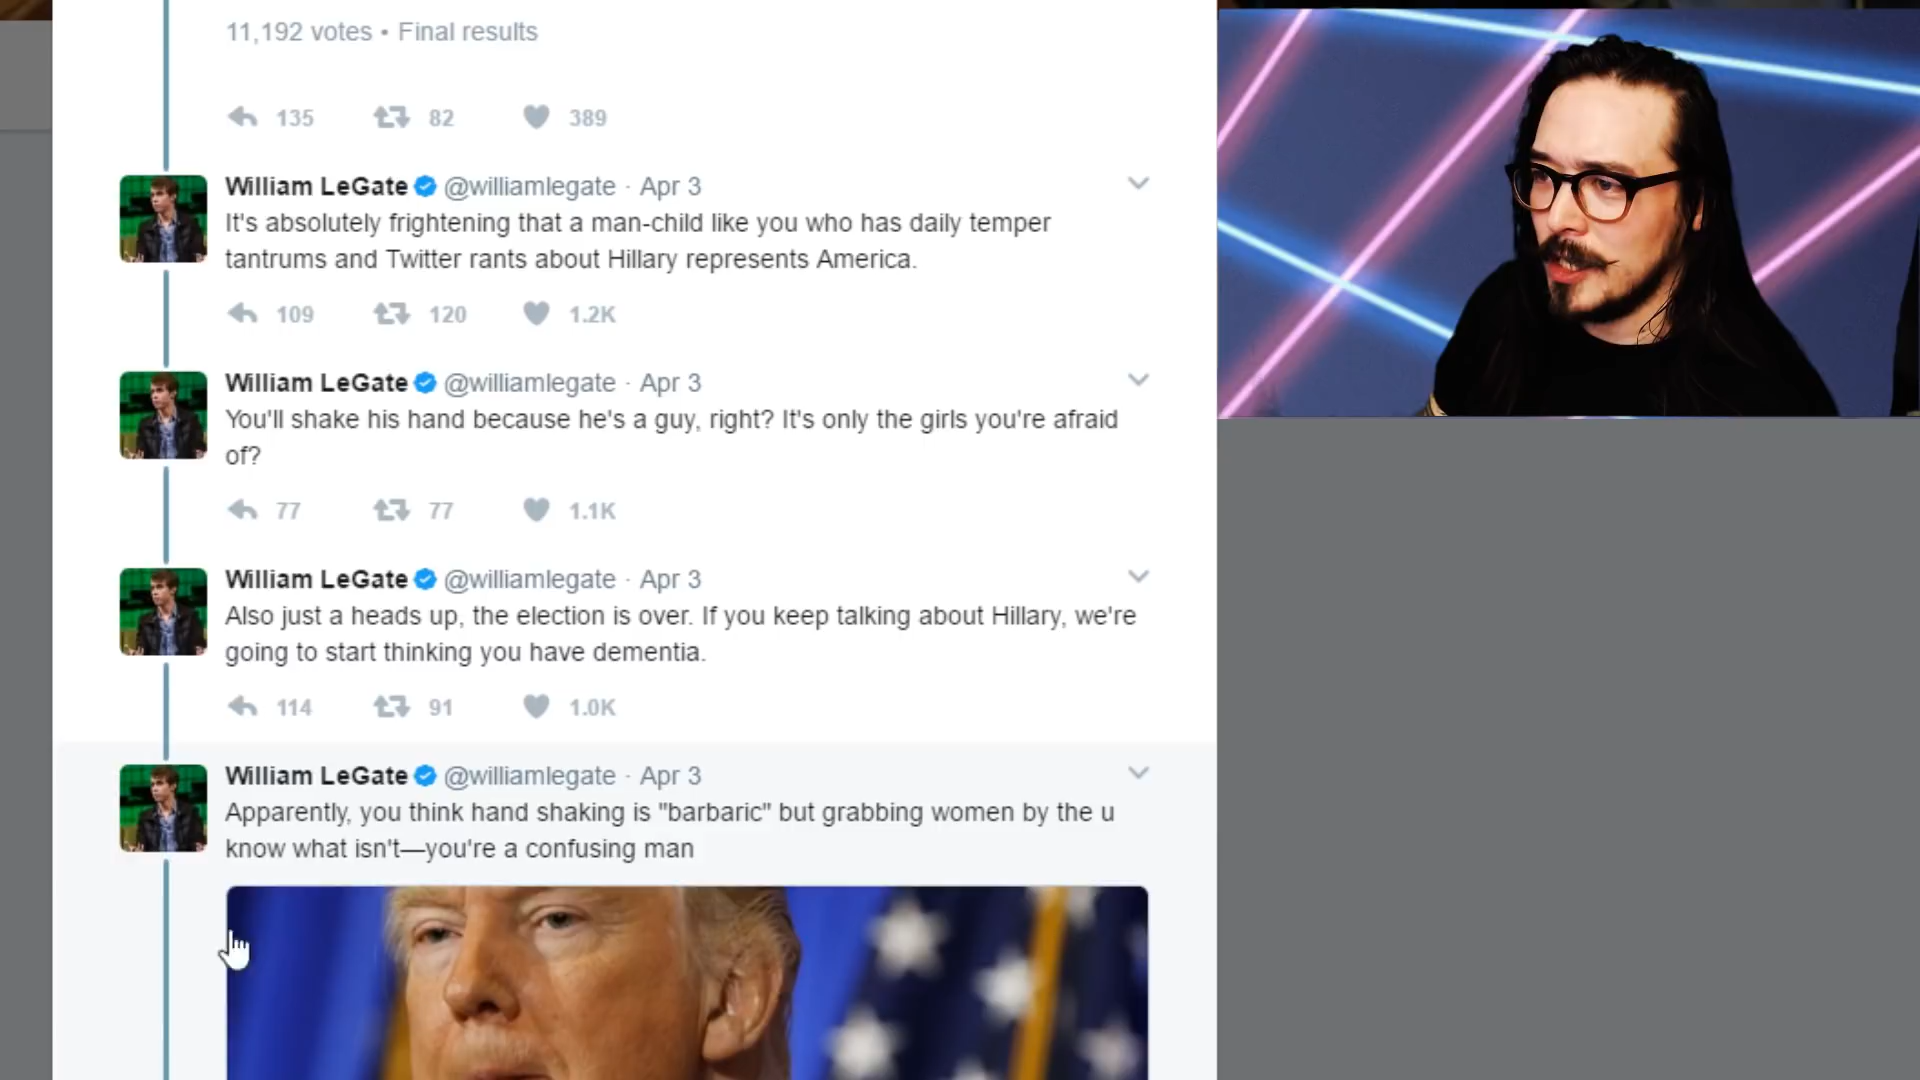 11,192 votes • Final results
135 82 389
William LeGate @williamlegate · Apr 3
It's absolutely frightening that a man-child like you who has daily temper
tantrums and Twitter rants about Hillary represents America.
109 120 1.2K
William LeGate @williamlegate · Apr 3
You'll shake his hand because he's a guy, right? It's only the girls you're afraid
of?
77 77 1.1K
William LeGate @williamlegate · Apr 3
Also just a heads up, the election is over. If you keep talking about Hillary, we're
going to start thinking you have dementia.
114 91 1.0K
William LeGate @williamlegate · Apr 3
Apparently, you think hand shaking is "barbaric" but grabbing women by the u
know what isn't—you're a confusing man